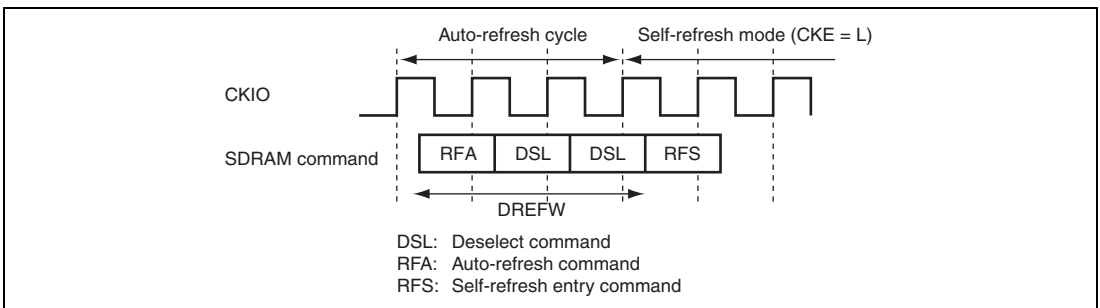 Auto-refresh cycle Self-refresh mode (CKE = L)
CKIO
SDRAM command RFA DSL DSL RFS
DREFW
DSL: Deselect command
RFA: Auto-refresh command
RFS: Self-refresh entry command